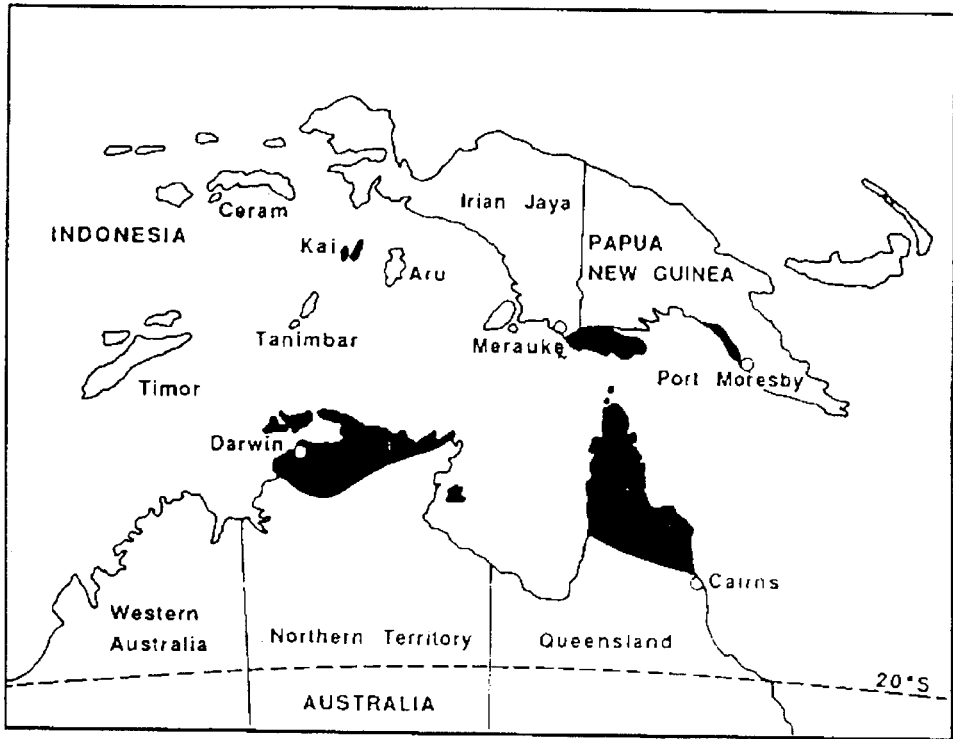 Irian Jaya
Ceram
INDONESIA
Kai
PAPUA
NEW GUINEA
Aru
Tanimbar
Merauke
Port Moresby
Timor
Darwin
Cairns
Western
Australia
Northern Territory
Queensland
20°S
AUSTRALIA